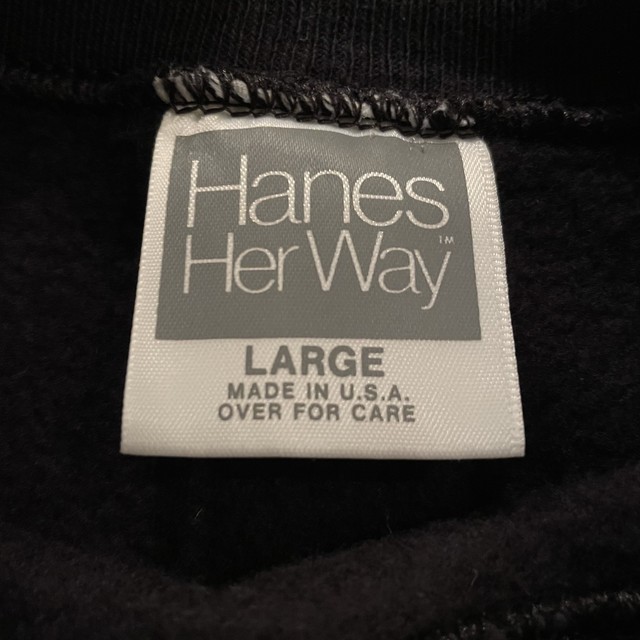 Hanes
Her Way™
LARGE
MADE IN U.S.A.
OVER FOR CARE